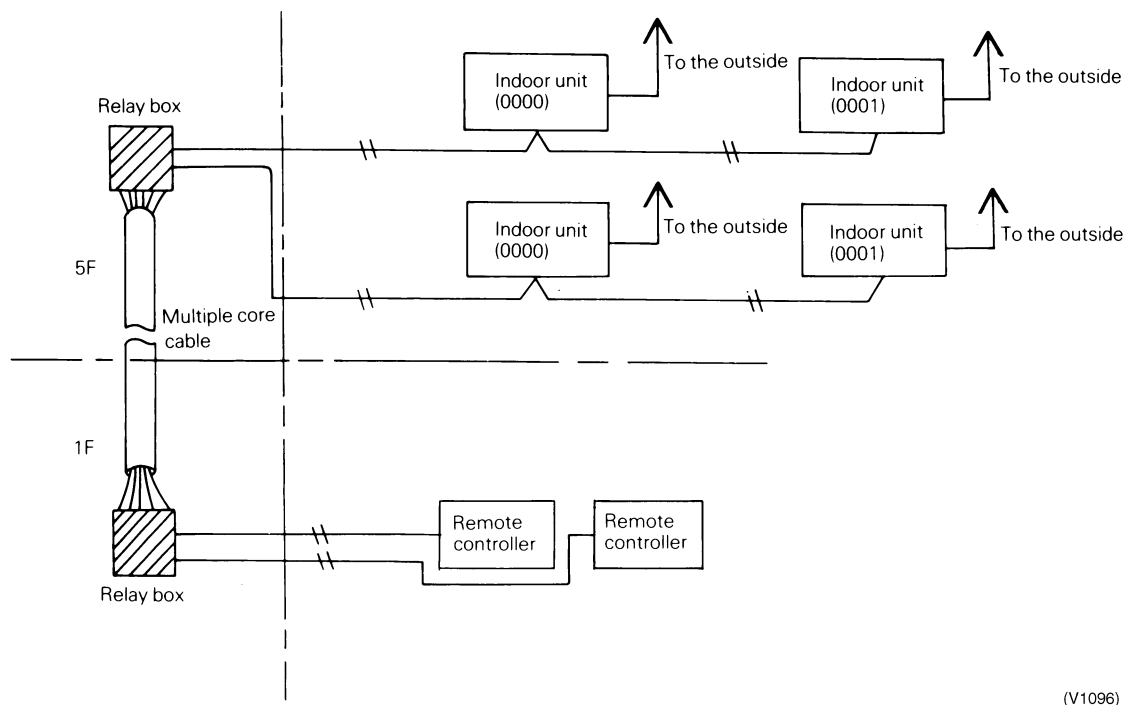 Indoor unit
(0000)
To the outside
Indoor unit
(0001)
To the outside
Relay box
Indoor unit
(0000)
To the outside
Indoor unit
(0001)
To the outside
5F
Multiple core
cable
1F
Remote
controller
Remote
controller
Relay box
(V1096)